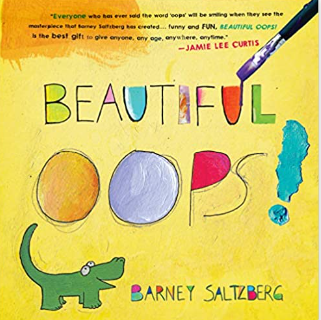 "Everyone who has ever said the word 'oops' will be smiling when they see the
masterpiece that Barney Saltzberg has created... funny and FUN, BEAUTIFUL OOPS!
is the best gift to give anyone, any age, anywhere, anytime."
—JAMIE LEE CURTIS
BEAUTIFUL
OOPS!
BARNEY SALTZBERG